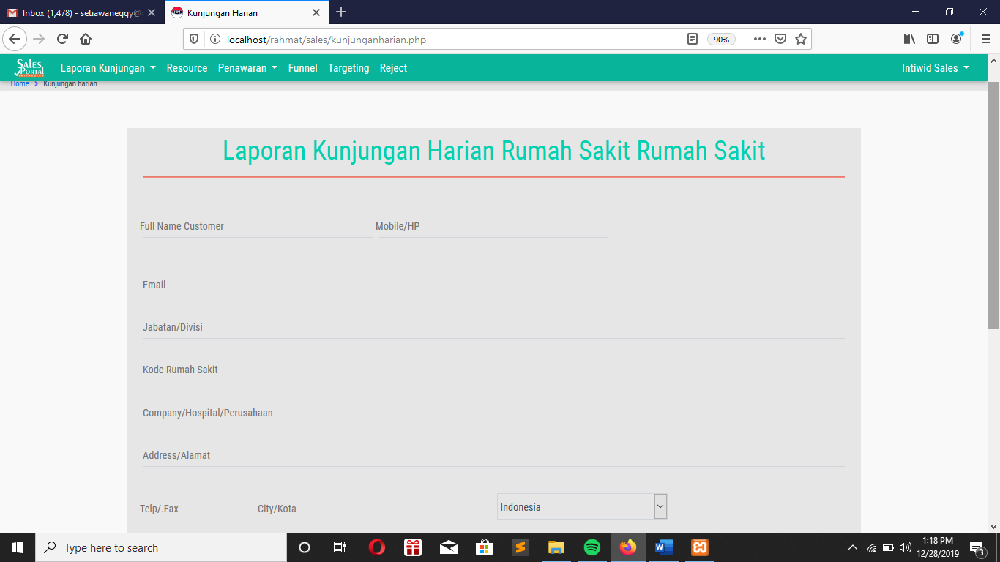 Inbox (1,478) - setiawaneggy@
Kunjungan Harian
localhost/rahmat/sales/kunjunganharian.php
90%
SALES PORTAL
Laporan Kunjungan
Resource
Penawaran
Funnel
Targeting
Reject
Intiwid Sales
Home > Kunjungan harian
Laporan Kunjungan Harian Rumah Sakit Rumah Sakit
Full Name Customer
Mobile/HP
Email
Jabatan/Divisi
Kode Rumah Sakit
Company/Hospital/Perusahaan
Address/Alamat
Telp/.Fax
City/Kota
Indonesia
Type here to search
1:18 PM
12/28/2019
3